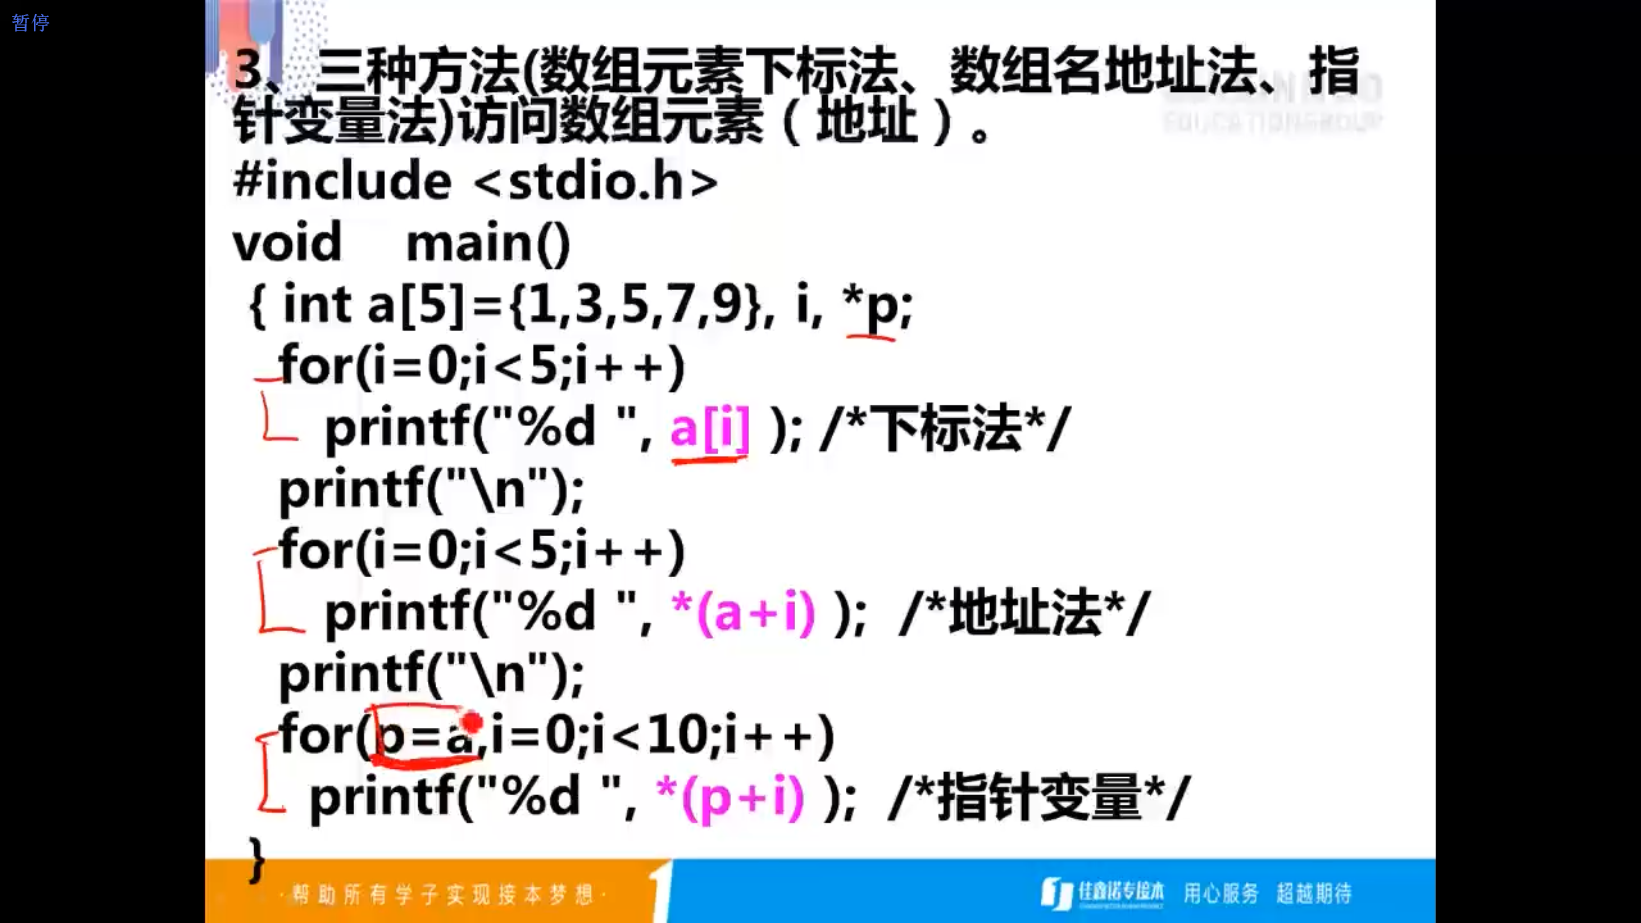 暂停
3、三种方法(数组元素下标法、数组名地址法、指
针变量法)访问数组元素（地址）。
EDUCATIONGROUP
#include <stdio.h>
void main()
{ int a[5]={1,3,5,7,9}, i, *p;
for(i=0;i<5;i++)
printf("%d ", a[i] ); /*下标法*/
printf("\n");
for(i=0;i<5;i++)
printf("%d ", *(a+i) ); /*地址法*/
printf("\n");
for(p=a,i=0;i<10;i++)
printf("%d ", *(p+i) ); /*指针变量*/
}
·帮助所有学子实现接本梦想·
佳鑫诺专接本 用心服务 超越期待